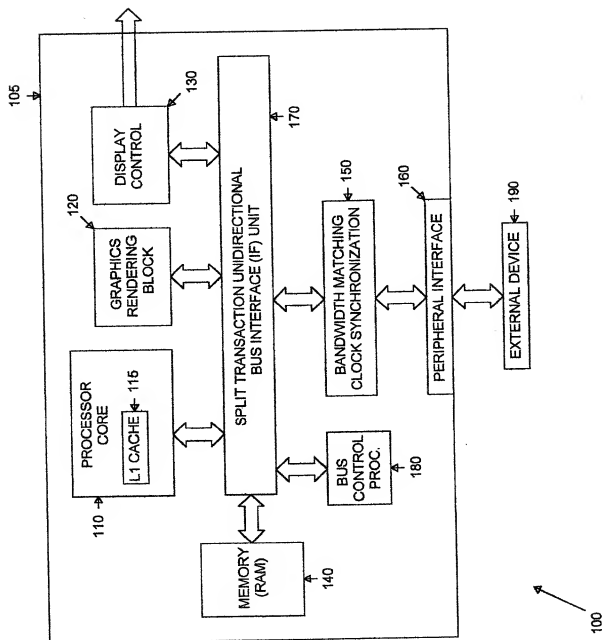 105
PROCESSOR
CORE
L1 CACHE
115
110
120
GRAPHICS
RENDERING
BLOCK
DISPLAY
CONTROL
130
SPLIT TRANSACTION UNIDIRECTIONAL
BUS INTERFACE (IF) UNIT
170
MEMORY
(RAM)
140
BUS
CONTROL
PROC.
180
BANDWIDTH MATCHING
CLOCK SYNCHRONIZATION
150
PERIPHERAL INTERFACE
160
EXTERNAL DEVICE
190
100